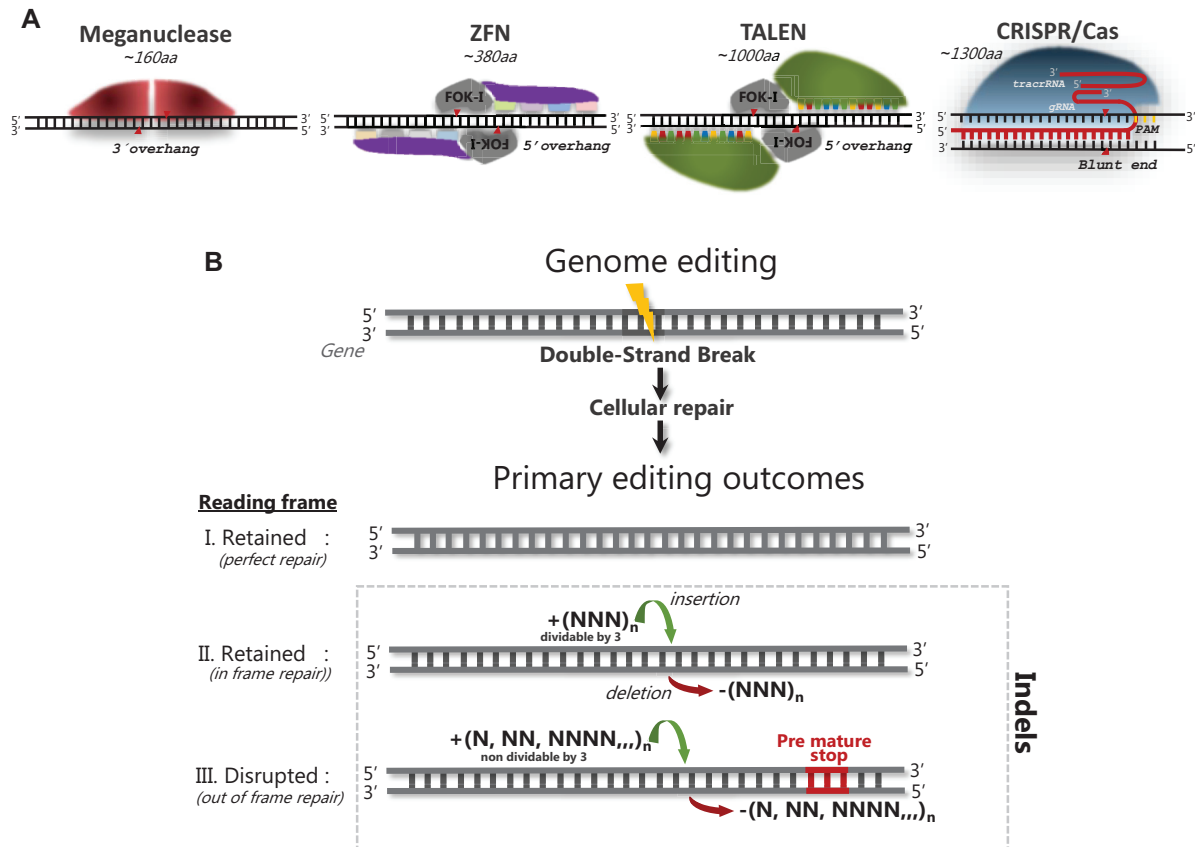 A
Meganuclease
~160aa
5′ 3′
3′ 5′
3´overhang
ZFN
~380aa
FOK-I
5′ 3′
3′ 5′
FOK-I
5′overhang
TALEN
~1000aa
FOK-I
5′ 3′
3′ 5′
FOK-I
5′overhang
CRISPR/Cas
~1300aa
3′
tracrRNA 5′
3′
gRNA
5′ 3′
PAM
5′
3′ 5′
Blunt end
B
Genome editing
5′ 3′
3′ 5′
Gene
Double-Strand Break
Cellular repair
Primary editing outcomes
Reading frame
I. Retained :
(perfect repair)
5′ 3′
3′ 5′
insertion
+(NNN)n
dividable by 3
II. Retained :
(in frame repair))
5′ 3′
3′ 5′
deletion
-(NNN)n
+(N, NN, NNNN,,,)n
non dividable by 3
Pre mature
stop
III. Disrupted :
(out of frame repair)
5′ 3′
3′ 5′
-(N, NN, NNNN,,,)n
Indels